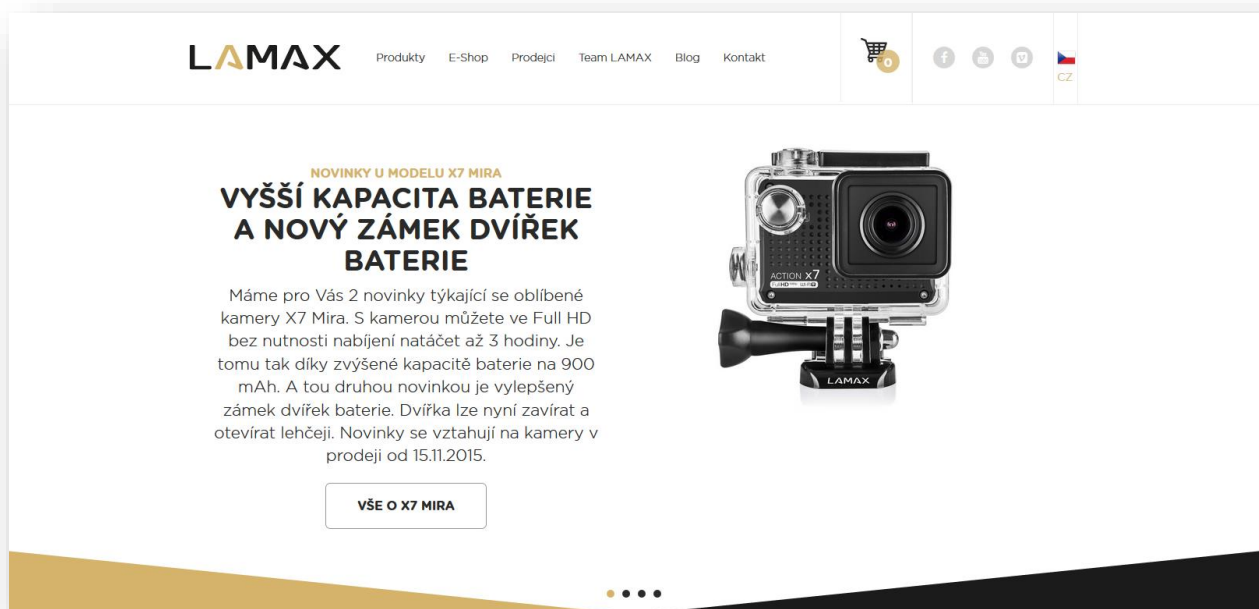 LAMAX
Produkty
E-Shop
Prodejci
Team LAMAX
Blog
Kontakt
0
CZ
NOVINKY U MODELU X7 MIRA
VYŠŠÍ KAPACITA BATERIE
A NOVÝ ZÁMEK DVÍŘEK
BATERIE
Máme pro Vás 2 novinky týkající se oblíbené
kamery X7 Mira. S kamerou můžete ve Full HD
bez nutnosti nabíjení natáčet až 3 hodiny. Je
tomu tak díky zvýšené kapacitě baterie na 900
mAh. A tou druhou novinkou je vylepšený
zámek dvířek baterie. Dvířka lze nyní zavírat a
otevírat lehčeji. Novinky se vztahují na kamery v
prodeji od 15.11.2015.
VŠE O X7 MIRA
ACTION X7
Full HD
LAMAX